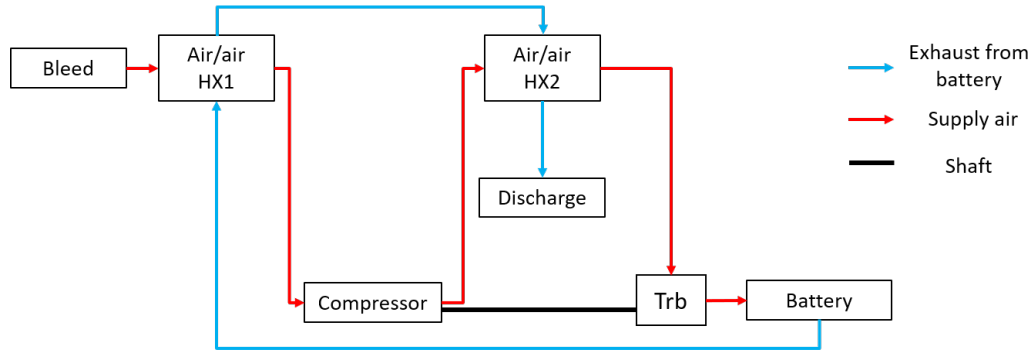 Bleed
Air/air
HX1
Air/air
HX2
Exhaust from
battery
Supply air
Shaft
Discharge
Compressor
Trb
Battery